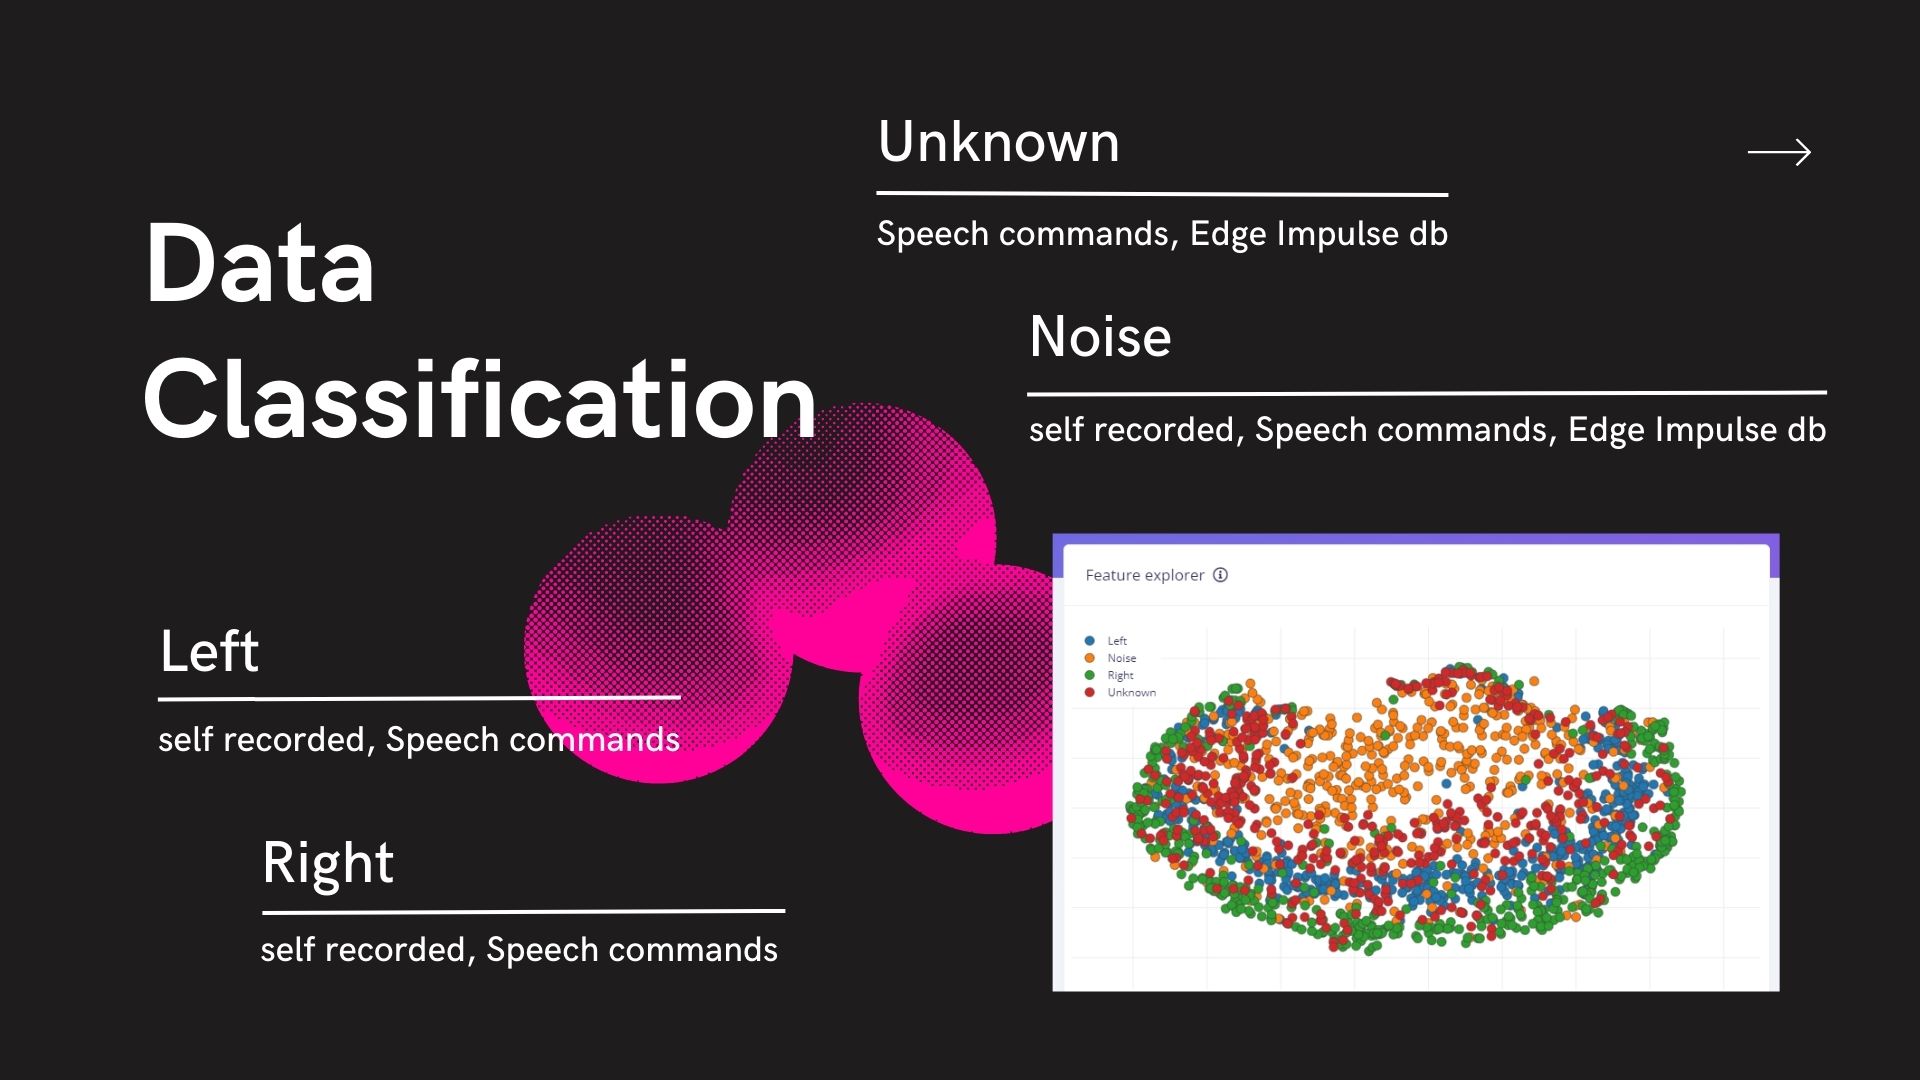 Data
Classification
Unknown
Speech commands, Edge Impulse db
Noise
self recorded, Speech commands, Edge Impulse db
Left
self recorded, Speech commands
Right
self recorded, Speech commands
Feature explorer
Left
Noise
Right
Unknown